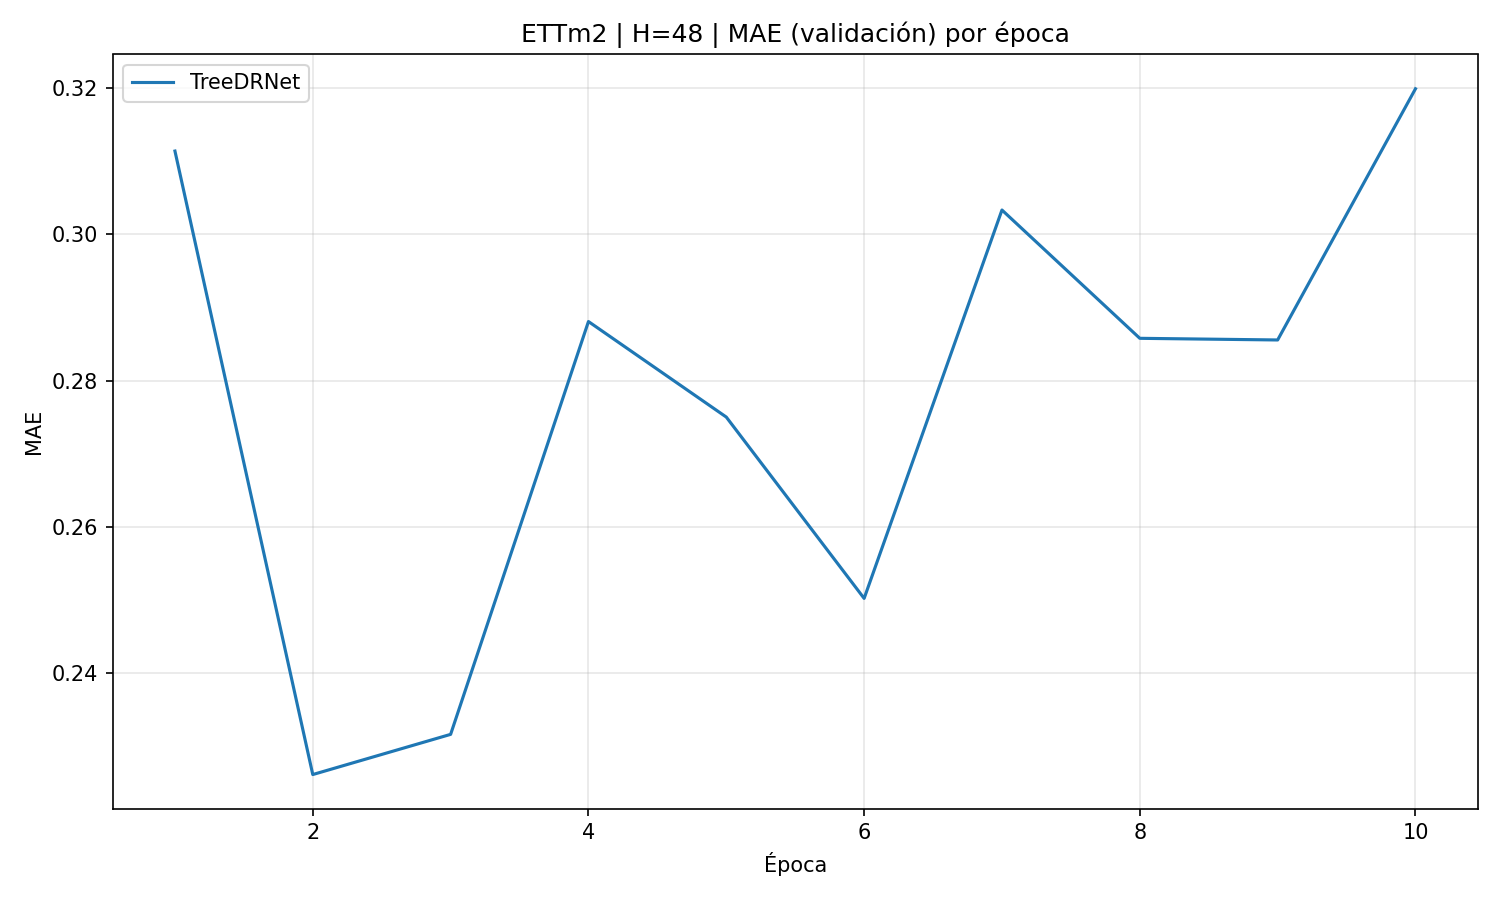 ETTm2 | H=48 | MAE (validación) por época
TreeDRNet
0.32
0.30
0.28
0.26
0.24
MAE
2 4 6 8 10
Época